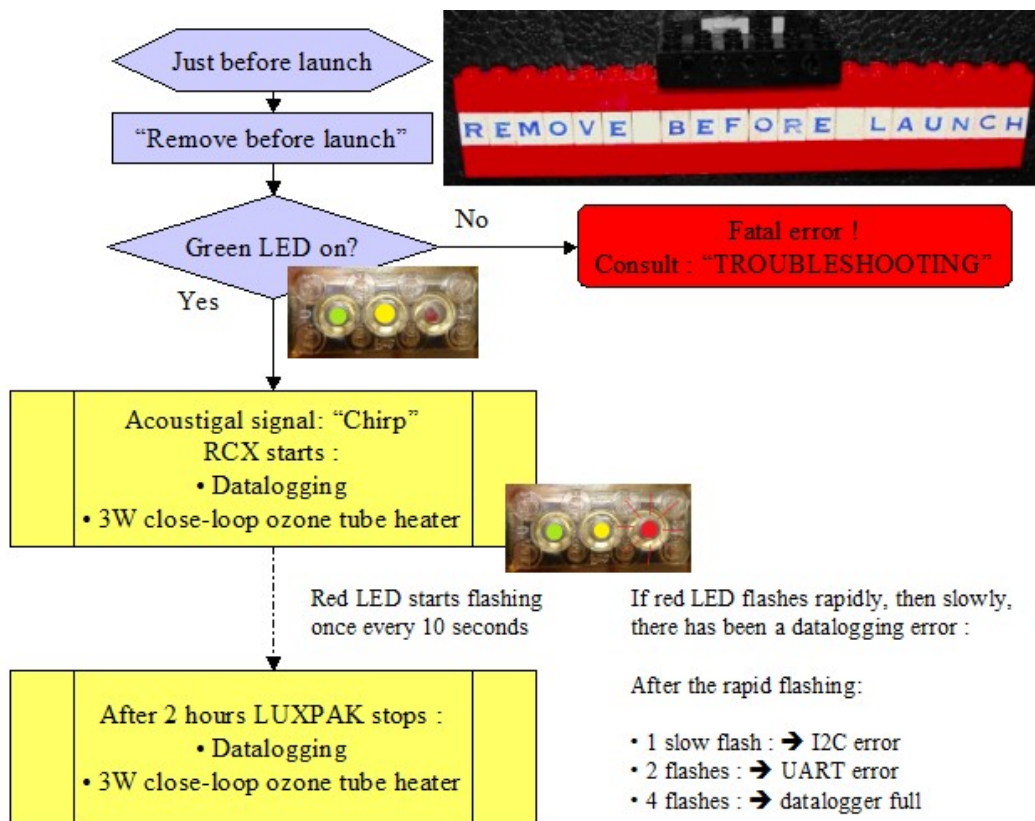 Just before launch
REMOVE BEFORE LAUNCH
“Remove before launch”
Green LED on?
No
Fatal error !
Consult : “TROUBLESHOOTING”
Yes
Acoustigal signal: “Chirp”
RCX starts :
• Datalogging
• 3W close-loop ozone tube heater
Red LED starts flashing
once every 10 seconds
If red LED flashes rapidly, then slowly,
there has been a datalogging error :
After the rapid flashing:
• 1 slow flash : ➔ I2C error
• 2 flashes : ➔ UART error
• 4 flashes : ➔ datalogger full
After 2 hours LUXPAK stops :
• Datalogging
• 3W close-loop ozone tube heater